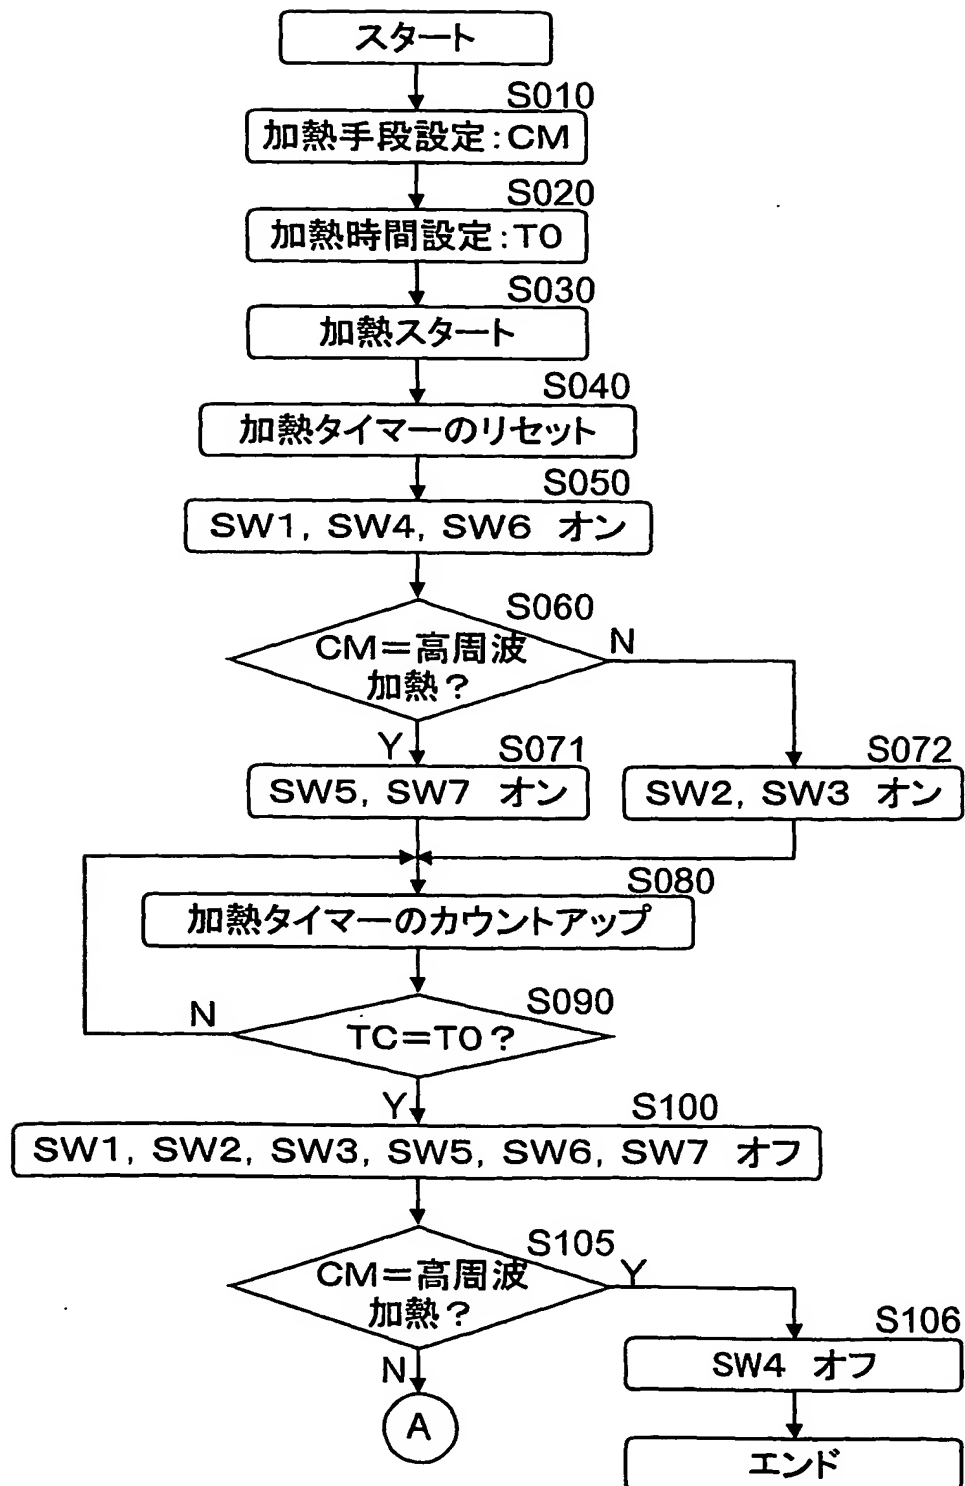 スタート
S010
加熱手段設定:CM
S020
加熱時間設定:T0
S030
加熱スタート
S040
加熱タイマーのリセット
S050
SW1, SW4, SW6 オン
S060
CM=高周波
加熱?
N
Y
S071
SW5, SW7 オン
S072
SW2, SW3 オン
S080
加熱タイマーのカウントアップ
S090
TC=T0?
N
Y
S100
SW1, SW2, SW3, SW5, SW6, SW7 オフ
S105
CM=高周波
加熱?
Y
N
S106
SW4 オフ
A
エンド